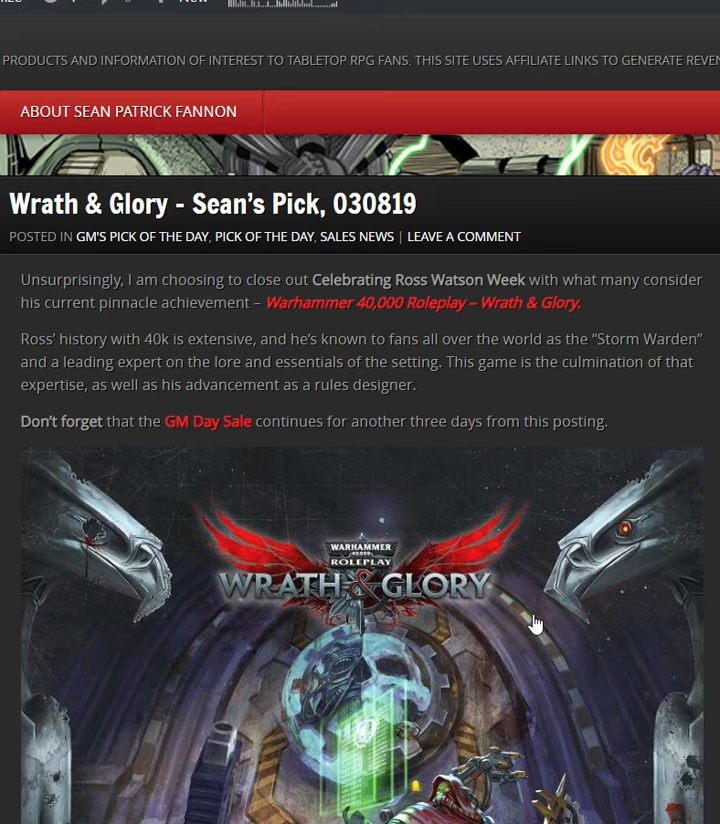 New
PRODUCTS AND INFORMATION OF INTEREST TO TABLETOP RPG FANS. THIS SITE USES AFFILIATE LINKS TO GENERATE
ABOUT SEAN PATRICK FANNON
Wrath & Glory – Sean’s Pick, 030819
POSTED IN GM'S PICK OF THE DAY, PICK OF THE DAY, SALES NEWS | LEAVE A COMMENT
Unsurprisingly, I am choosing to close out Celebrating Ross Watson Week with what many consider
his current pinnacle achievement – Warhammer 40,000 Roleplay – Wrath & Glory.
Ross’ history with 40k is extensive, and he’s known to fans all over the world as the “Storm Warden”
and a leading expert on the lore and essentials of the setting. This game is the culmination of that
expertise, as well as his advancement as a rules designer.
Don’t forget that the GM Day Sale continues for another three days from this posting.
WARHAMMER
40,000
ROLEPLAY
WRATH & GLORY